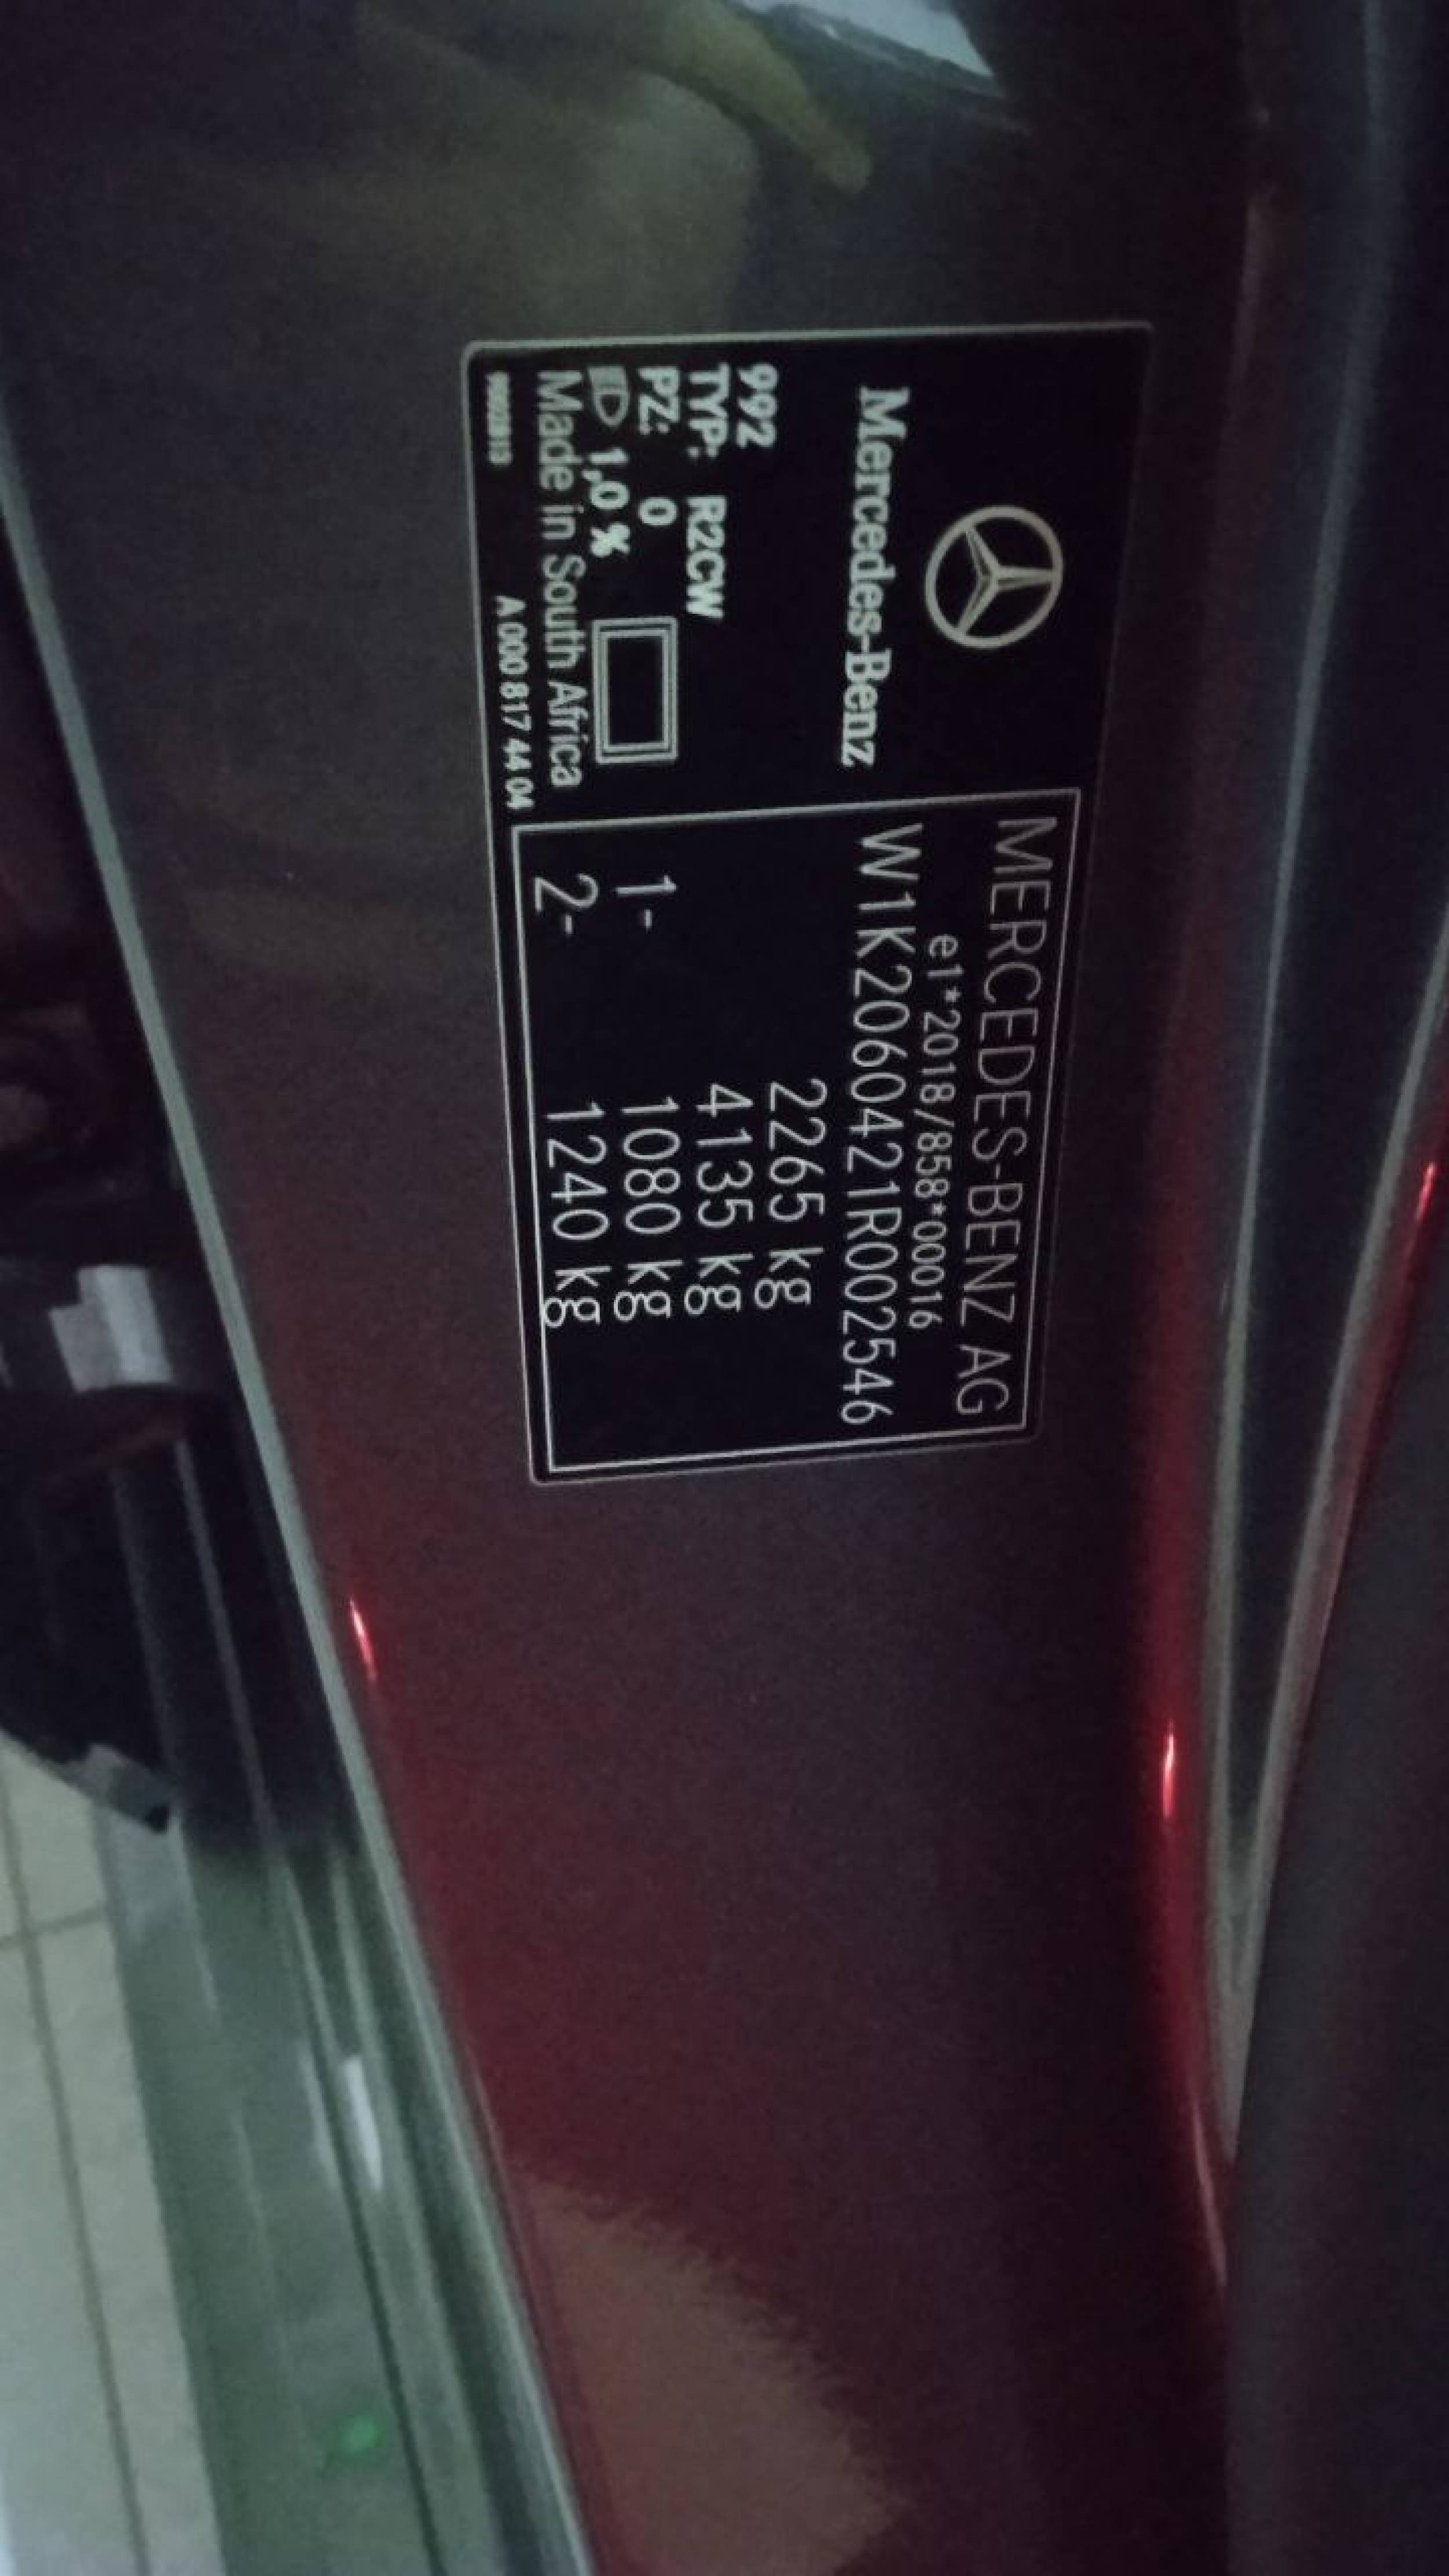 Mercedes-Benz
992
TYP: R2CW
PZ: 0
1,0 %
Made in South Africa
A 000 817 44 04
MERCEDES-BENZ AG
e1*2018/858*00016
W1K2060421R002546
2265 kg
4135 kg
1- 1080 kg
2- 1240 kg